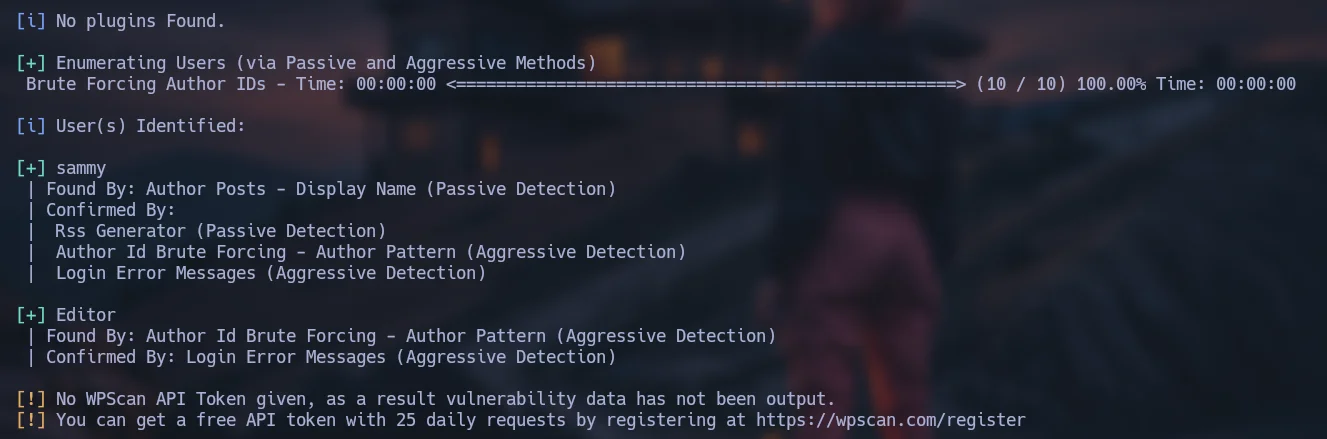 [i] No plugins Found.
[+] Enumerating Users (via Passive and Aggressive Methods)
Brute Forcing Author IDs - Time: 00:00:00 <==================================================> (10 / 10) 100.00% Time: 00:00:00
[i] User(s) Identified:
[+] sammy
| Found By: Author Posts - Display Name (Passive Detection)
| Confirmed By:
|  Rss Generator (Passive Detection)
|  Author Id Brute Forcing - Author Pattern (Aggressive Detection)
|  Login Error Messages (Aggressive Detection)
[+] Editor
| Found By: Author Id Brute Forcing - Author Pattern (Aggressive Detection)
| Confirmed By: Login Error Messages (Aggressive Detection)
[!] No WPScan API Token given, as a result vulnerability data has not been output.
[!] You can get a free API token with 25 daily requests by registering at https://wpscan.com/register